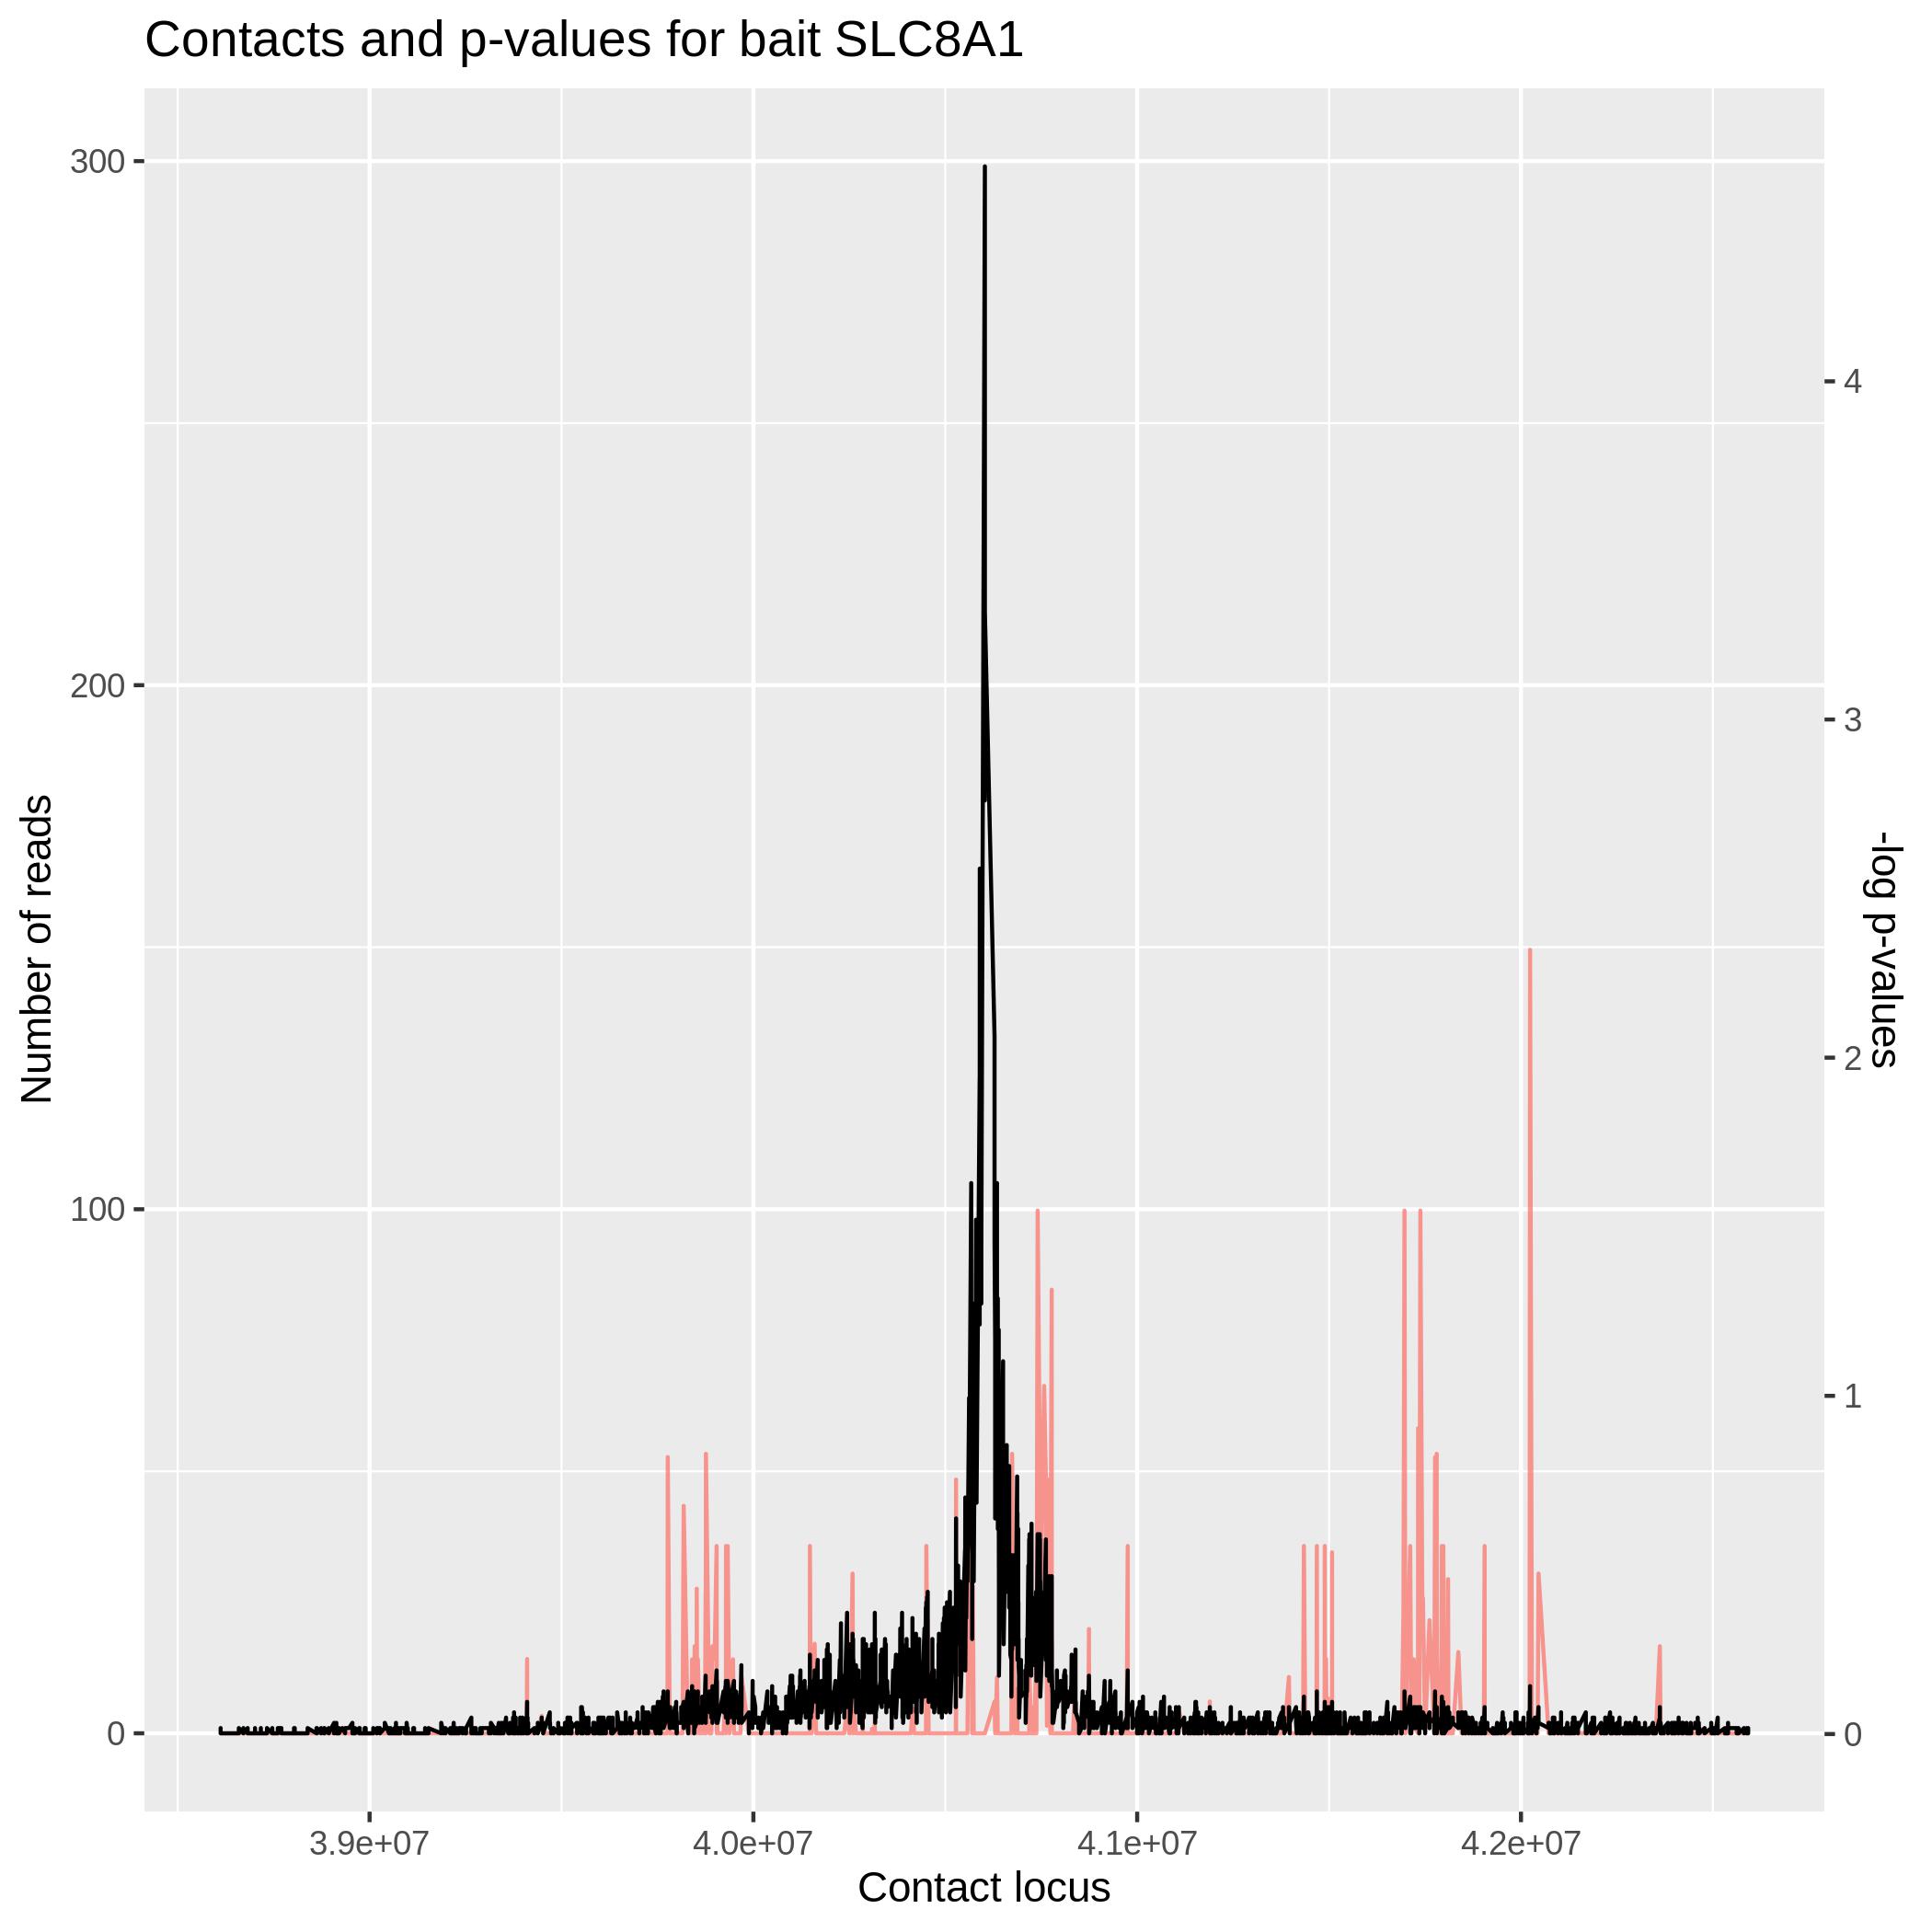 Contacts and p-values for bait SLC8A1
Number of reads
300
200
100
0
4
3
2
1
0
-log p-values
3.9e+07
4.0e+07
4.1e+07
4.2e+07
Contact locus